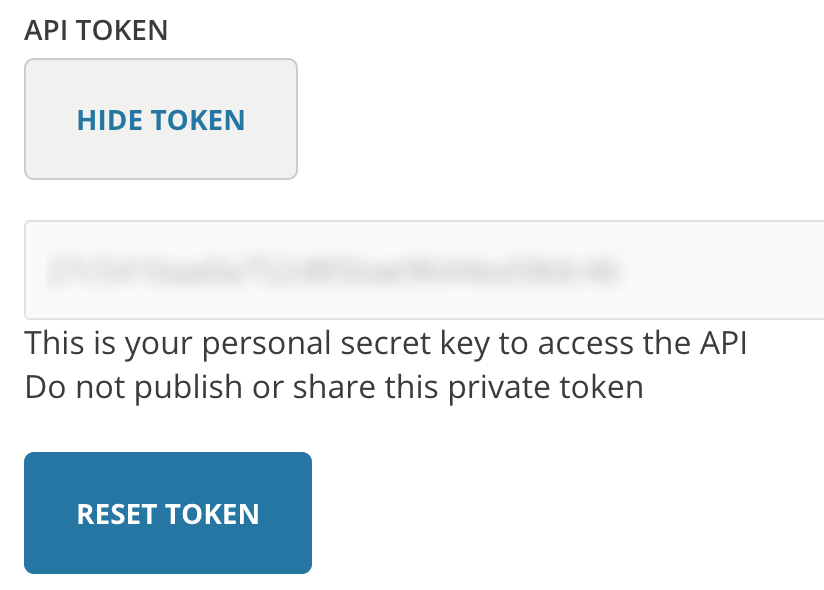 API TOKEN
HIDE TOKEN
This is your personal secret key to access the API
Do not publish or share this private token
RESET TOKEN